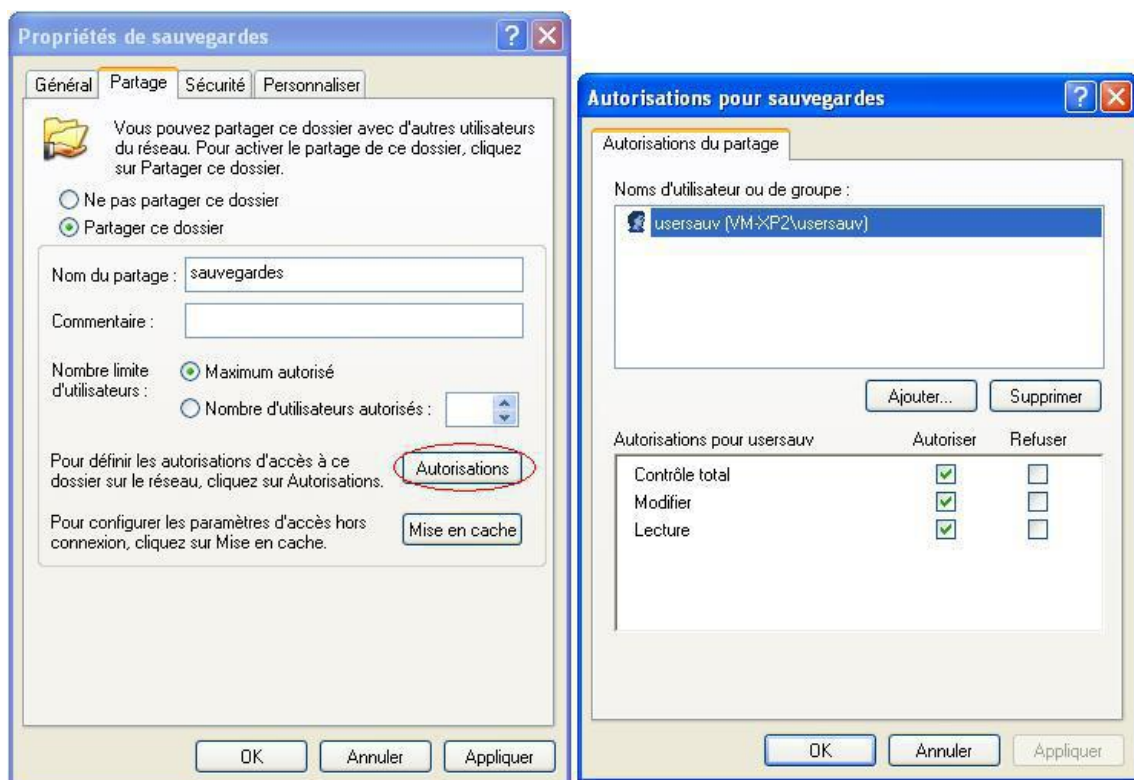 Propriétés de sauvegardes
Général Partage Sécurité Personnaliser
Vous pouvez partager ce dossier avec d'autres utilisateurs
du réseau. Pour activer le partage de ce dossier, cliquez
sur Partager ce dossier.
Ne pas partager ce dossier
Partager ce dossier
Nom du partage : sauvegardes
Commentaire :
Nombre limite
d'utilisateurs :
Maximum autorisé
Nombre d'utilisateurs autorisés :
Pour définir les autorisations d'accès à ce
dossier sur le réseau, cliquez sur Autorisations.
Autorisations
Pour configurer les paramètres d'accès hors
connexion, cliquez sur Mise en cache.
Mise en cache
OK Annuler Appliquer
Autorisations pour sauvegardes
Autorisations du partage
Noms d'utilisateur ou de groupe :
usersauv (VM-XP2\usersauv)
Ajouter... Supprimer
Autorisations pour usersauv Autoriser Refuser
Contrôle total
Modifier
Lecture
OK Annuler Appliquer